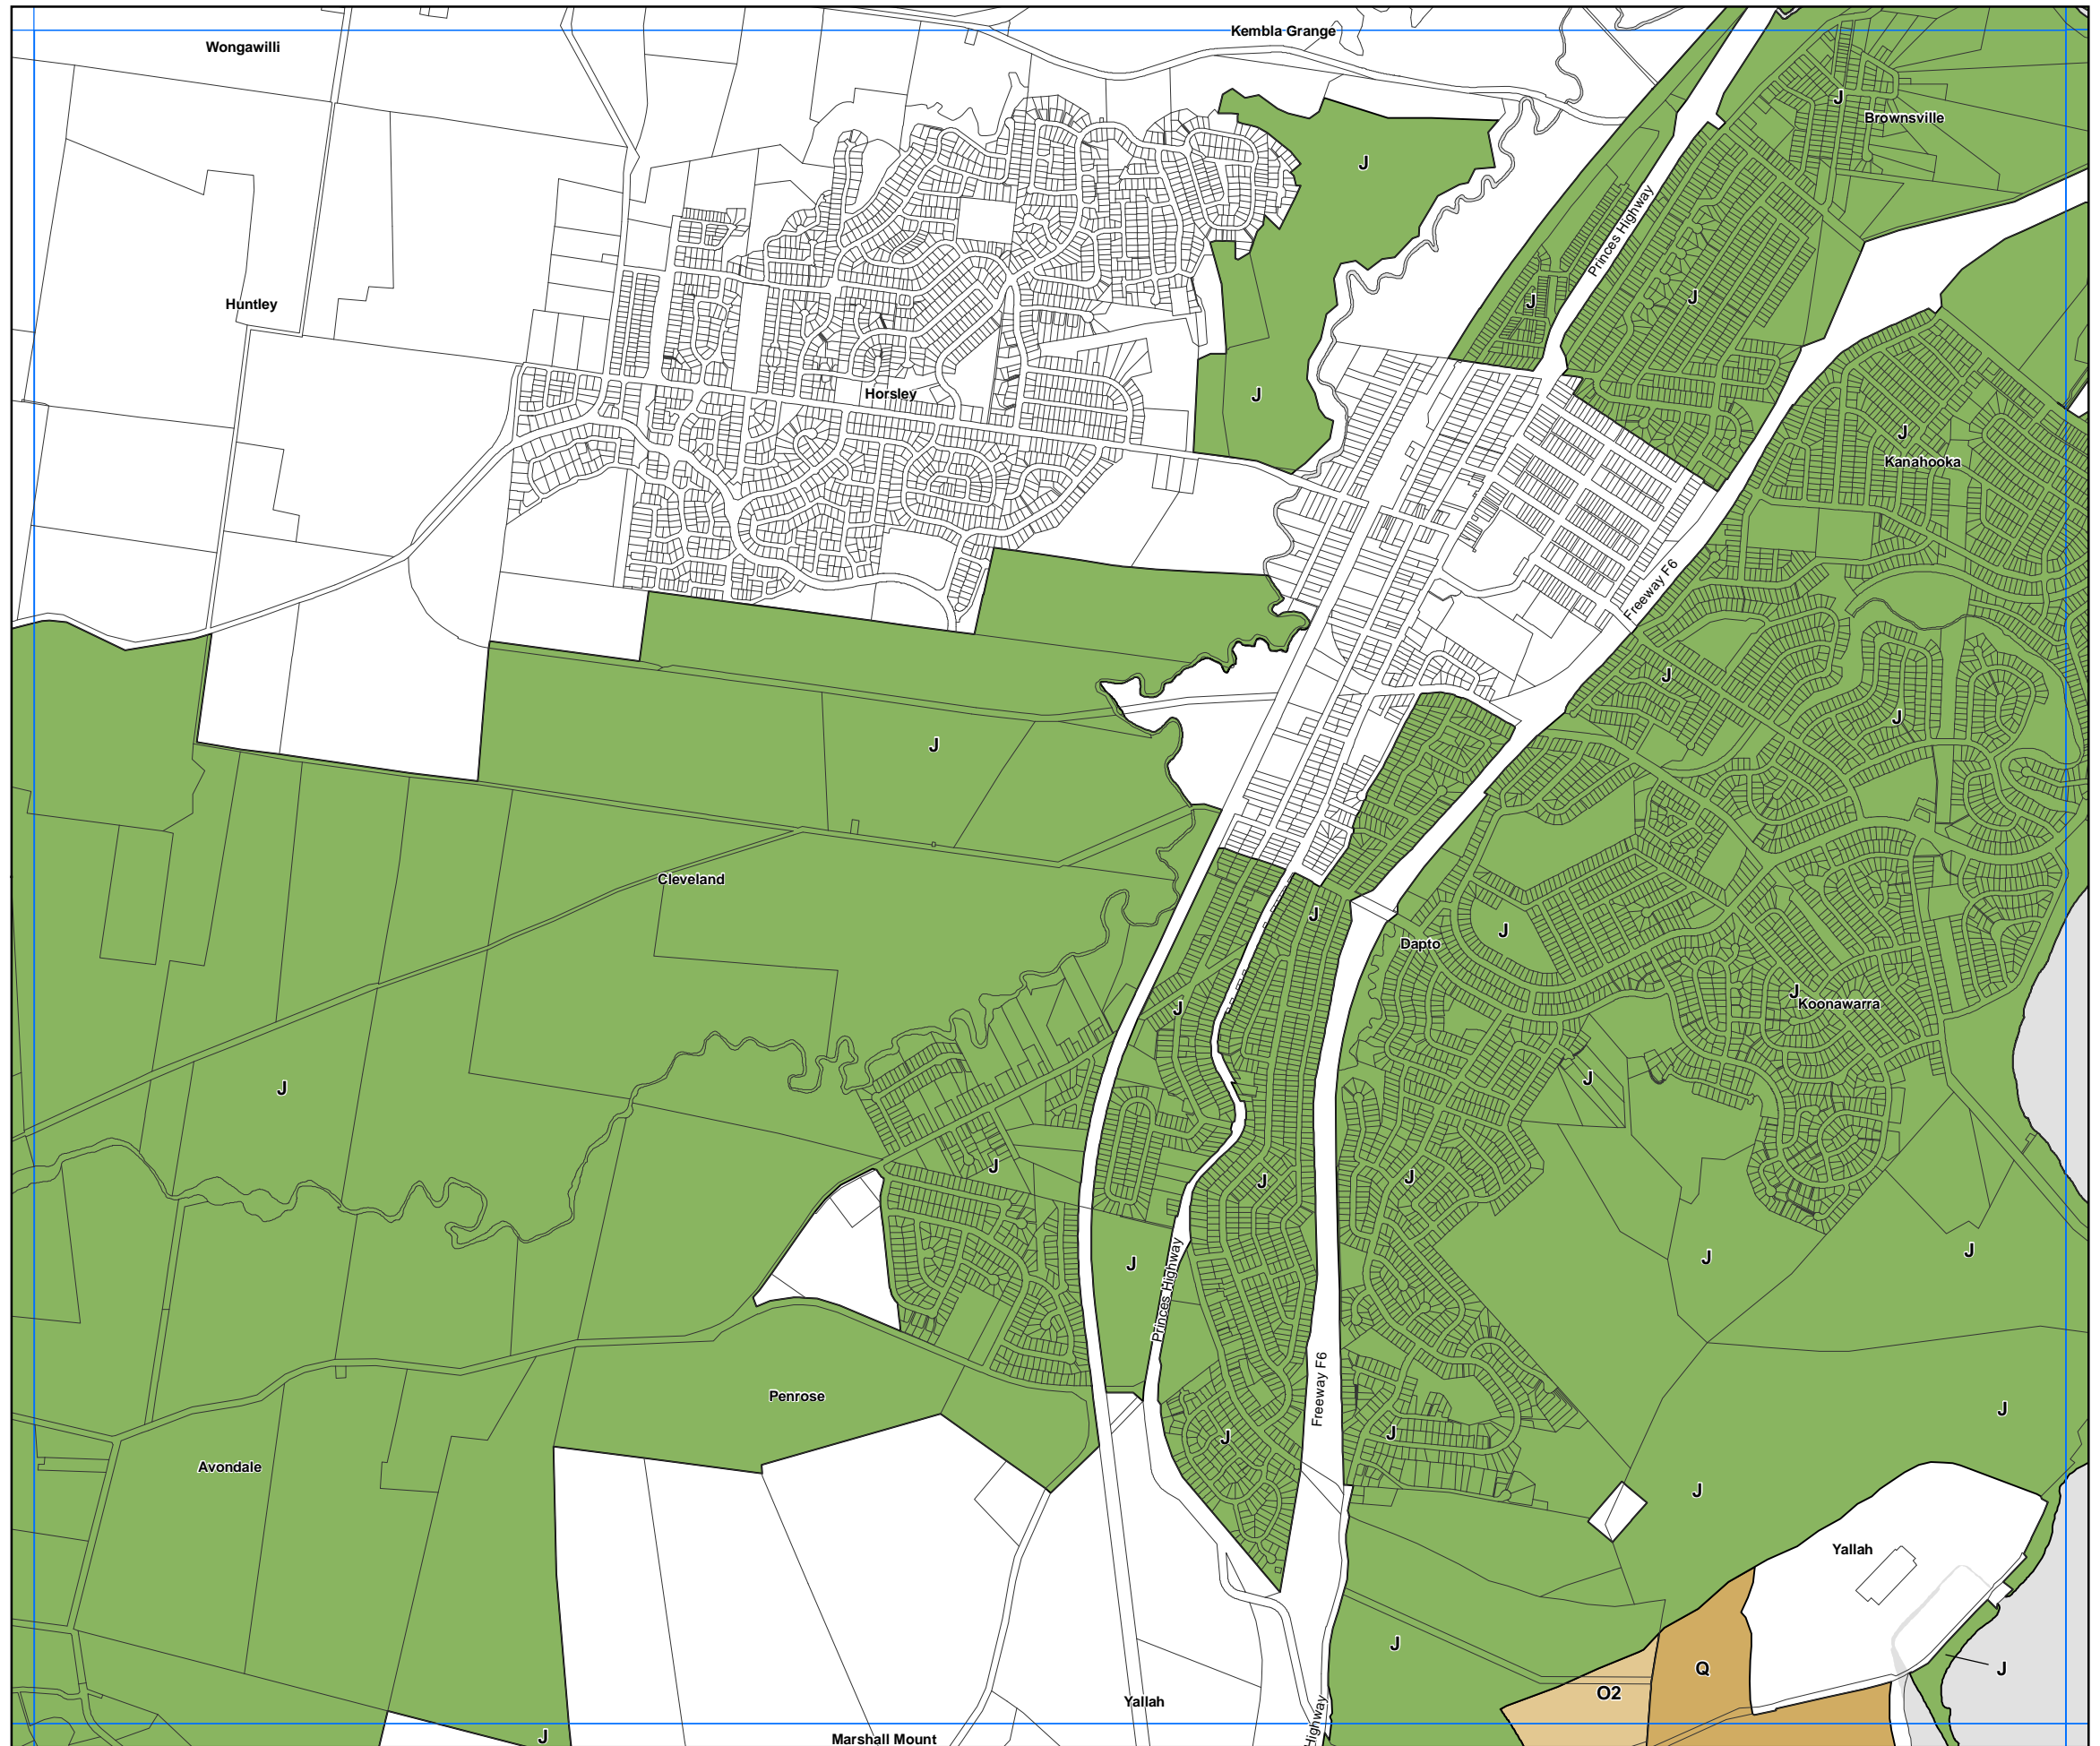 Kembla Grange
Wongawilli
J
Brownsville
J
Princes Highway
J
J
Huntley
J
Horsley
J
Kanahooka
Freeway F6
J
J
J
Cleveland
J
J
Dapto
J
Koonawarra
J
J
J
J
J
J
J
J
J
J
Princes Highway
Freeway F6
Penrose
J
J
J
Avondale
J
Yallah
J
Q
J
O2
Yallah
Highway
J
Marshall Mount